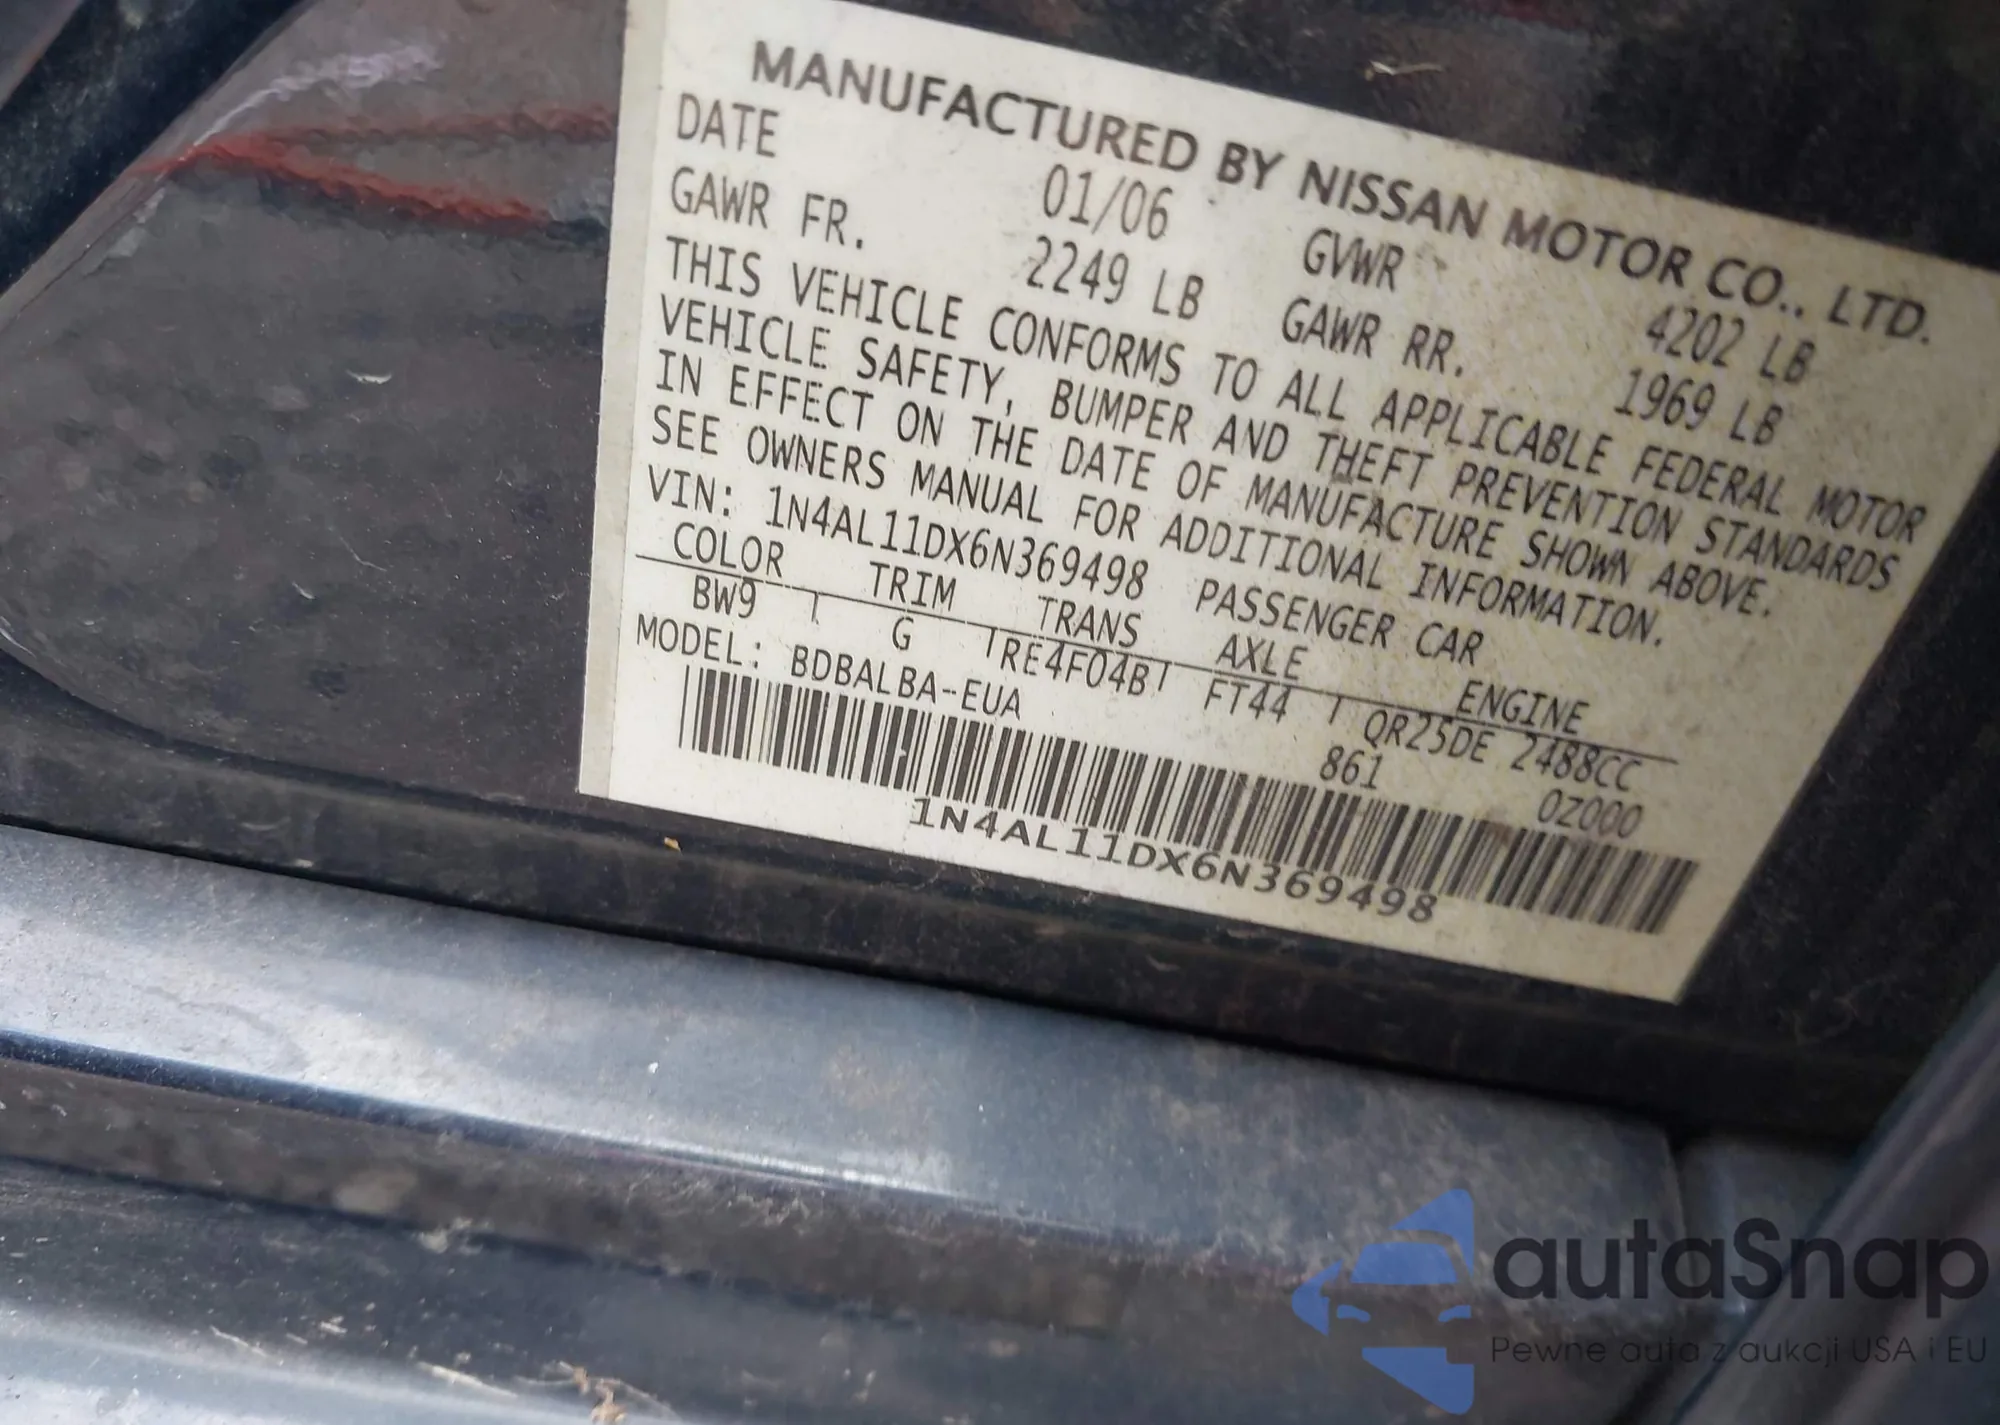 MANUFACTURED BY NISSAN MOTOR CO., LTD.
DATE 01/06 GVWR 4202 LB
GAWR FR. 2249 LB GAWR RR. 1969 LB
THIS VEHICLE CONFORMS TO ALL APPLICABLE FEDERAL MOTOR
VEHICLE SAFETY, BUMPER AND THEFT PREVENTION STANDARDS
IN EFFECT ON THE DATE OF MANUFACTURE SHOWN ABOVE.
SEE OWNERS MANUAL FOR ADDITIONAL INFORMATION.
VIN: 1N4AL11DX6N369498 PASSENGER CAR
COLOR TRIM TRANS AXLE ENGINE
BW9 G RE4F04B FT44 QR25DE 2488CC
MODEL: BDBALBA-EUA 861 0Z000
1N4AL11DX6N369498
autaSnap
Pewne auta z aukcji USA i EU